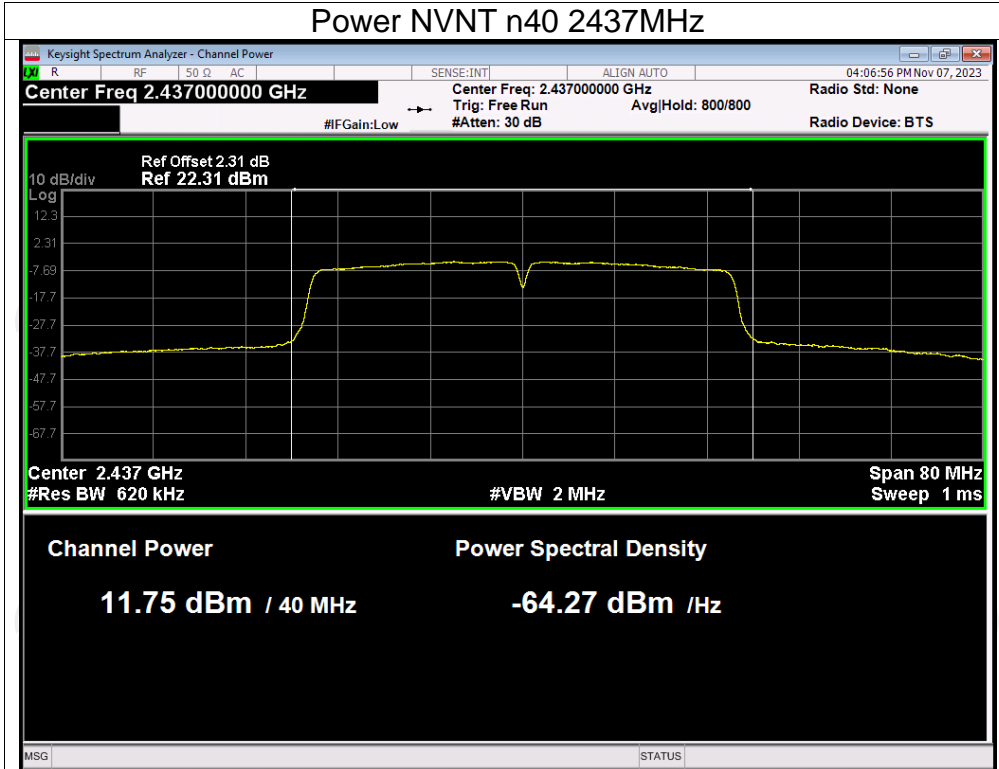 Power NVNT n40 2437MHz
Keysight Spectrum Analyzer - Channel Power
LXI R RF 50 Ω AC SENSE:INT ALIGN AUTO 04:06:56 PM Nov 07, 2023
Center Freq 2.437000000 GHz Center Freq: 2.437000000 GHz Radio Std: None
Trig: Free Run Avg|Hold: 800/800
#IFGain:Low #Atten: 30 dB Radio Device: BTS
Ref Offset 2.31 dB
10 dB/div Ref 22.31 dBm
Log
12.3
2.31
-7.69
-17.7
-27.7
-37.7
-47.7
-57.7
-67.7
Center 2.437 GHz Span 80 MHz
#Res BW 620 kHz #VBW 2 MHz Sweep 1 ms
Channel Power Power Spectral Density
11.75 dBm / 40 MHz -64.27 dBm /Hz
MSG STATUS